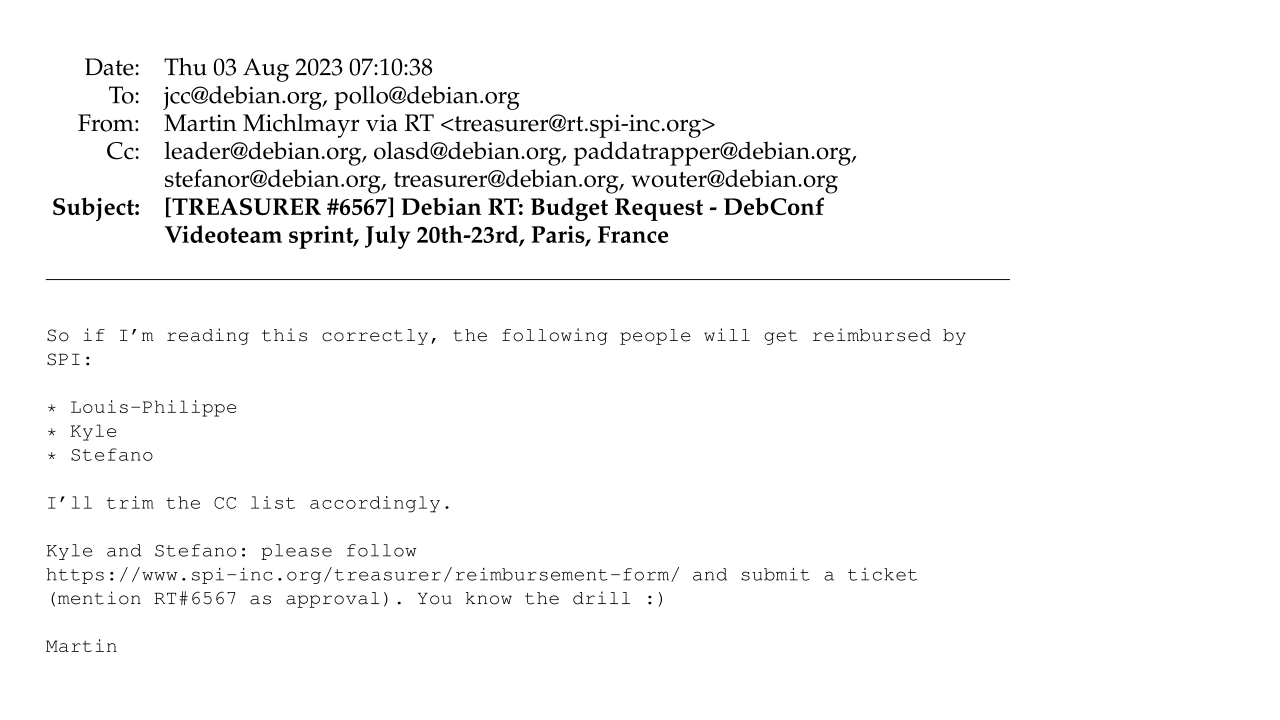 Date: Thu 03 Aug 2023 07:10:38
To: jcc@debian.org, pollo@debian.org
From: Martin Michlmayr via RT <treasurer@rt.spi-inc.org>
Cc: leader@debian.org, olasd@debian.org, paddatrapper@debian.org,
stefanor@debian.org, treasurer@debian.org, wouter@debian.org
Subject: [TREASURER #6567] Debian RT: Budget Request - DebConf
Videoteam sprint, July 20th-23rd, Paris, France
So if I’m reading this correctly, the following people will get reimbursed by
SPI:
* Louis-Philippe
* Kyle
* Stefano
I’ll trim the CC list accordingly.
Kyle and Stefano: please follow
https://www.spi-inc.org/treasurer/reimbursement-form/ and submit a ticket
(mention RT#6567 as approval). You know the drill :)
Martin